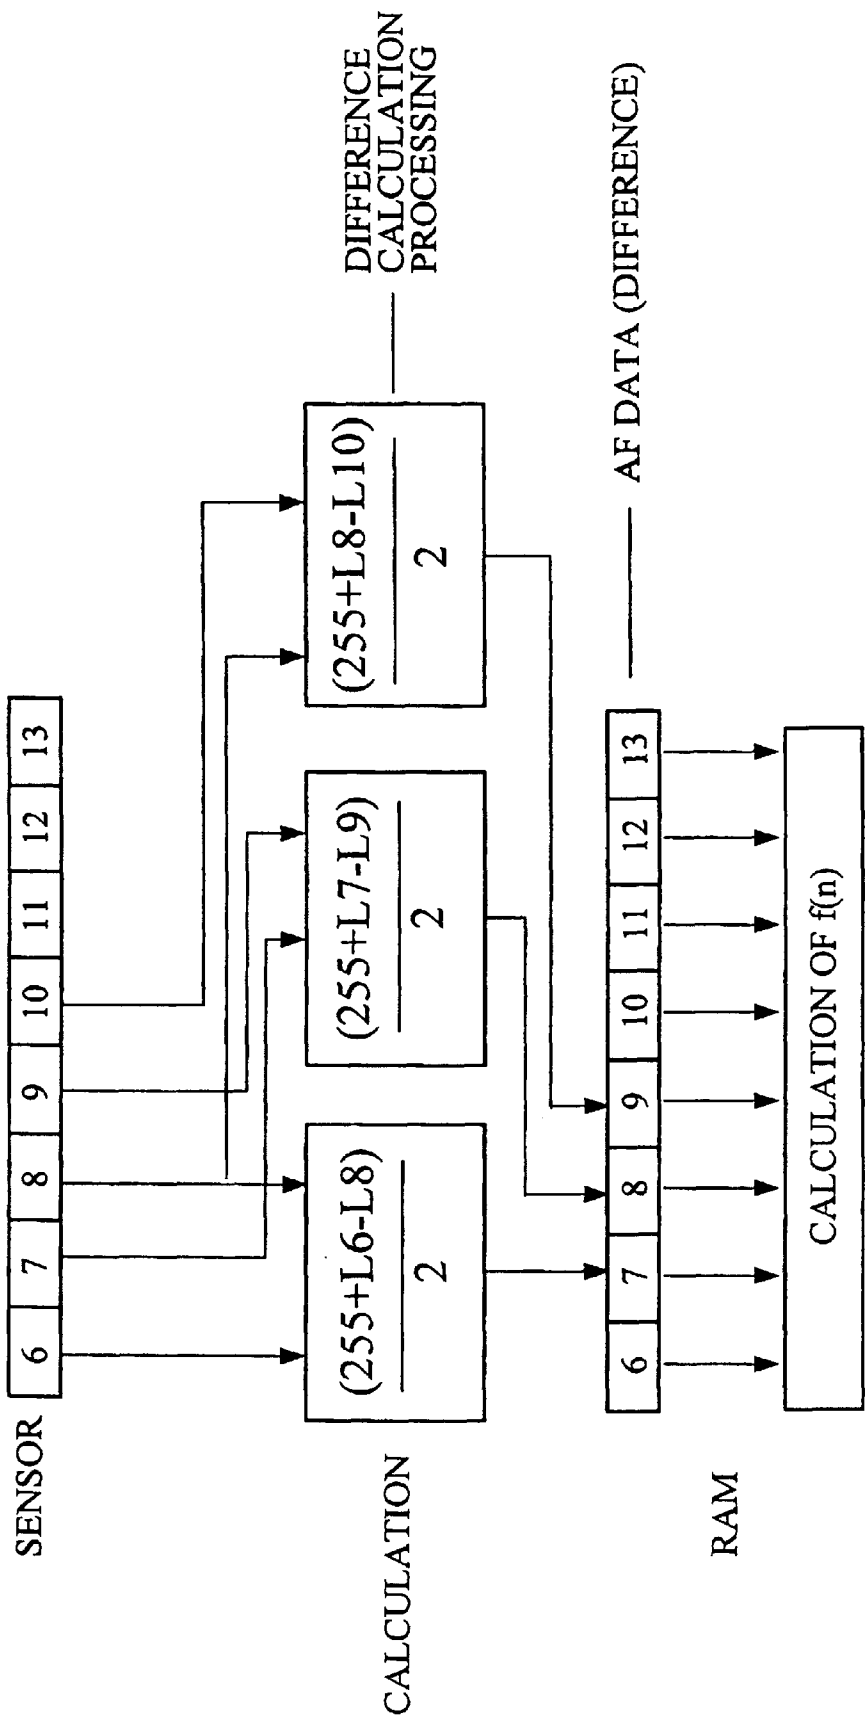 SENSOR
6 7 8 9 10 11 12 13
CALCULATION
(255+L6-L8)
2
(255+L7-L9)
2
(255+L8-L10)
2
DIFFERENCE
CALCULATION
PROCESSING
RAM
6 7 8 9 10 11 12 13
AF DATA (DIFFERENCE)
CALCULATION OF f(n)